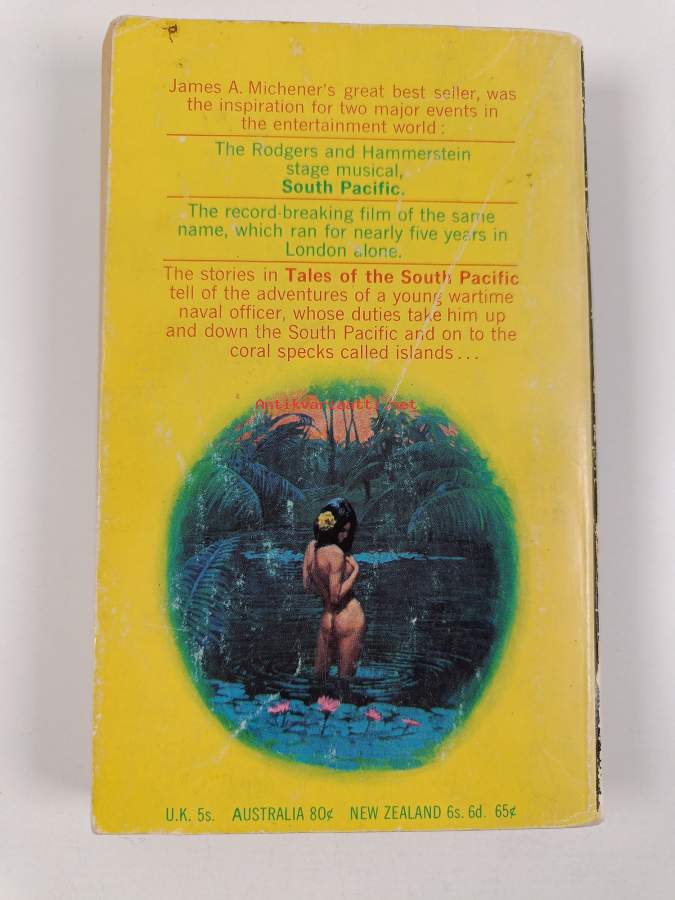 James A. Michener's great best seller, was
the inspiration for two major events in
the entertainment world:
The Rodgers and Hammerstein
stage musical,
South Pacific.
The record-breaking film of the same
name, which ran for nearly five years in
London alone.
The stories in Tales of the South Pacific
tell of the adventures of a young wartime
naval officer, whose duties take him up
and down the South Pacific and on to the
coral specks called islands...
Antikvariaatti.net
U.K. 5s. AUSTRALIA 80¢ NEW ZEALAND 6s. 6d. 65¢